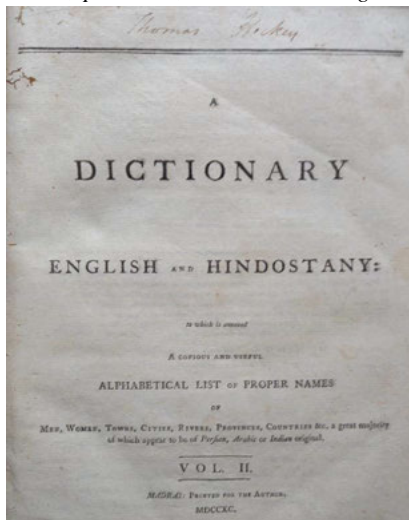 Thomas Hockey
A
DICTIONARY
ENGLISH AND HINDOSTANY:
to which is annexed
A COPIOUS AND USEFUL
ALPHABETICAL LIST OF PROPER NAMES
OF
MEN, WOMEN, TOWNS, CITIES, RIVERS, PROVINCES, COUNTRIES &c. a great majority
of which appear to be of Persian, Arabic or Indian original.
VOL. II.
MADRAS: PRINTED FOR THE AUTHOR,
MDCCXC.